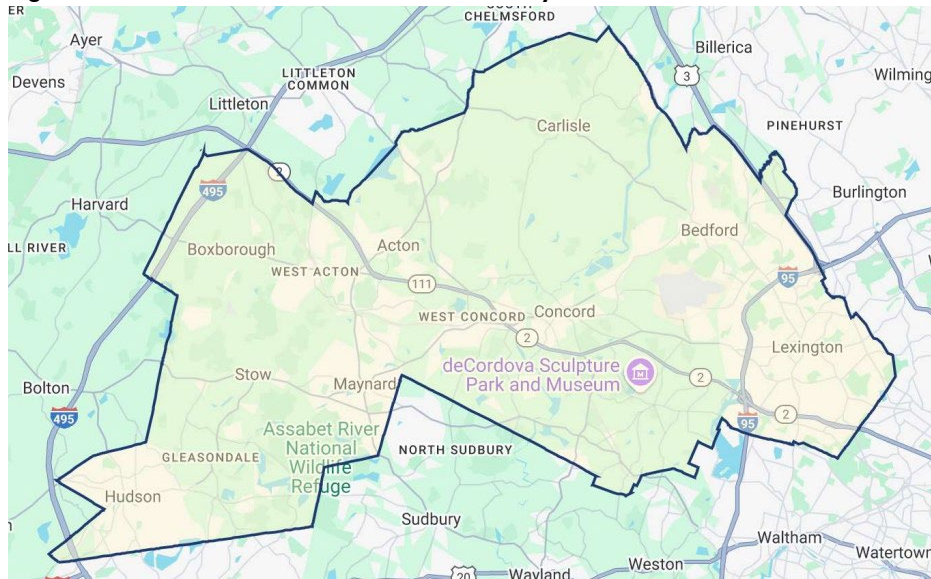 CHELMSFORD
Ayer
Billerica
Devens
3
LITTLETON
COMMON
Wilming
Littleton
Carlisle
PINEHURST
2
495
Burlington
Harvard
Bedford
LL RIVER
Boxborough
Acton
WEST ACTON
95
111
WEST CONCORD
Concord
2
Lexington
deCordova Sculpture
Park and Museum
Stow
Maynard
2
Bolton
495
2
95
Assabet River
National
Wildlife
Refuge
NORTH SUDBURY
GLEASONDALE
Hudson
Sudbury
Waltham
Watertown
Weston
20
Wayland